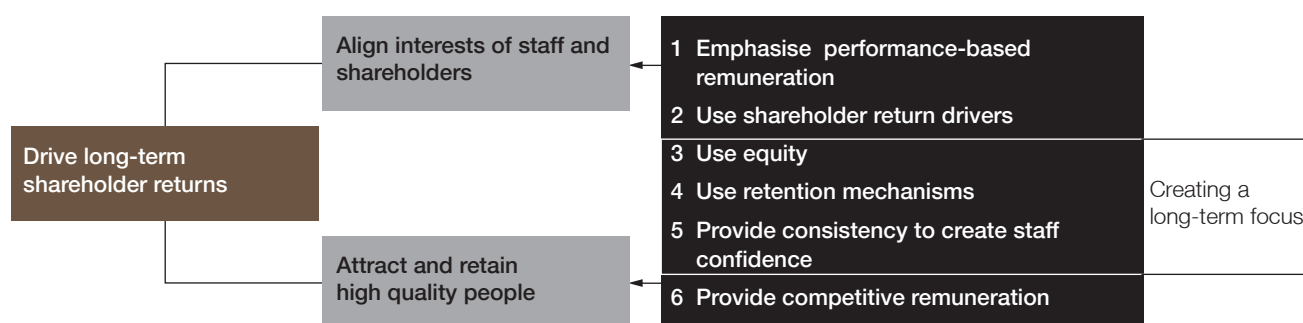 Drive long-term
shareholder returns
Align interests of staff and
shareholders
Attract and retain
high quality people
1 Emphasise performance-based
remuneration
2 Use shareholder return drivers
3 Use equity
4 Use retention mechanisms
5 Provide consistency to create staff
confidence
6 Provide competitive remuneration
Creating a
long-term focus